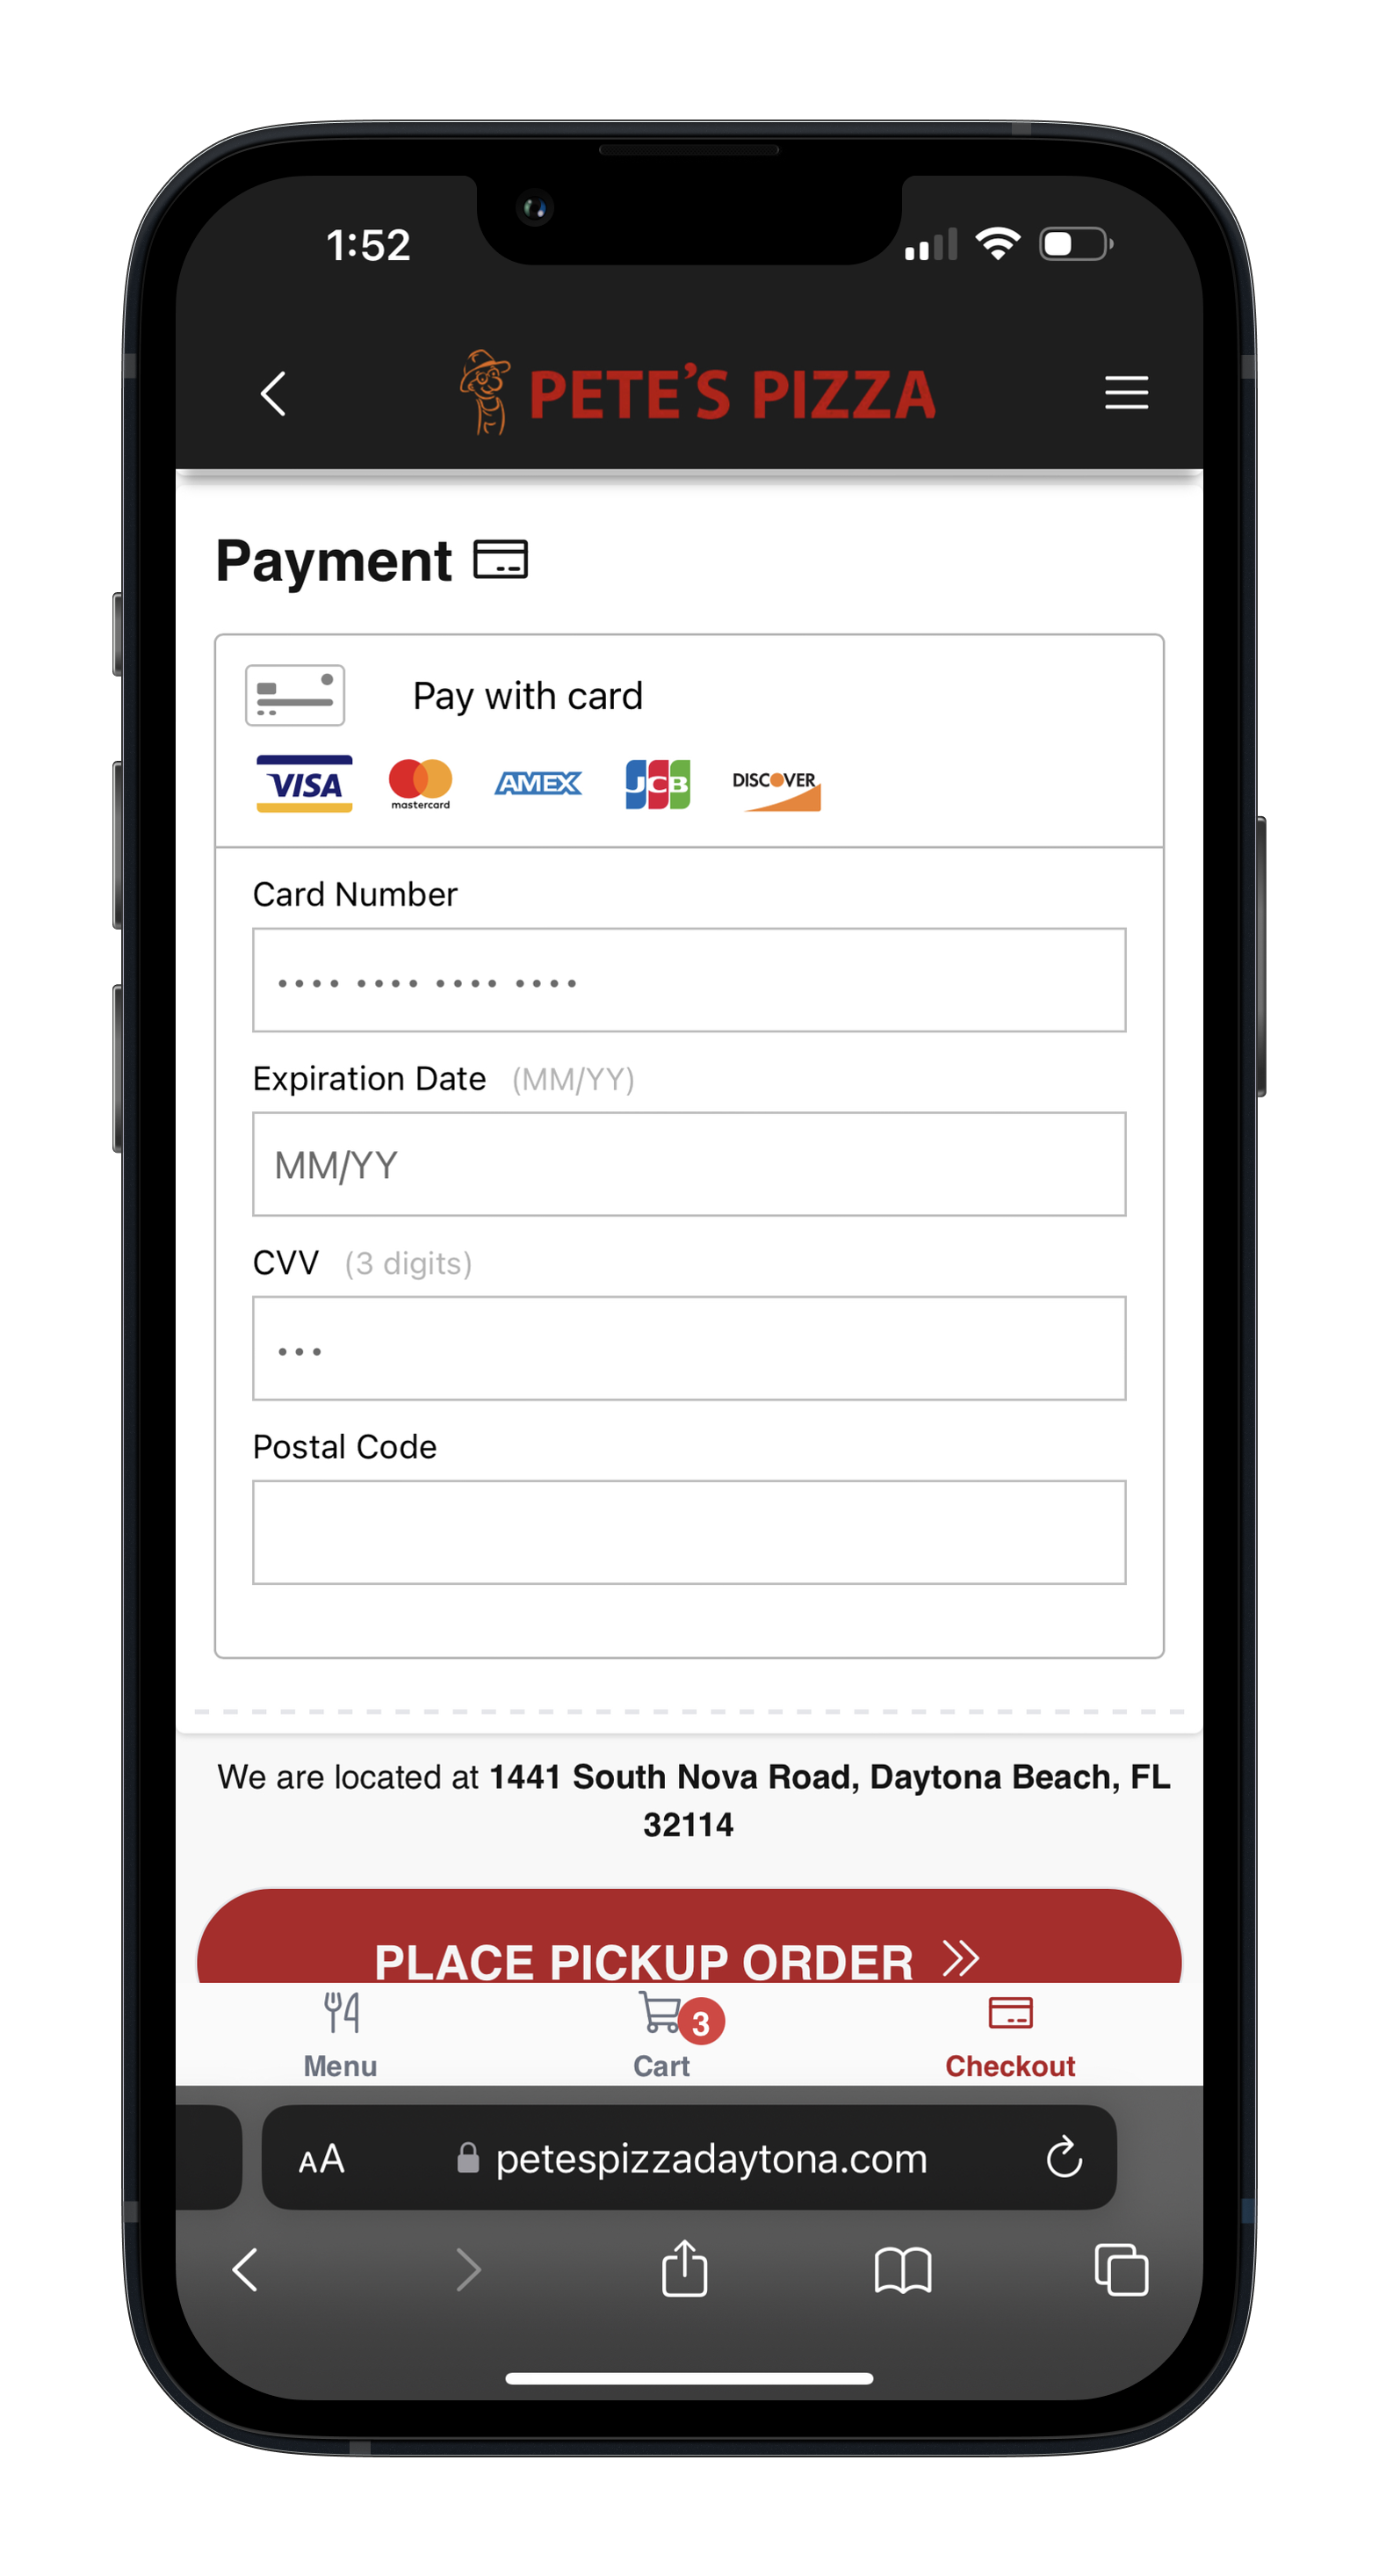 1:52
PETE'S PIZZA
Payment
Pay with card
VISA
mastercard
AMEX
JCB
DISCOVER
Card Number
•••• •••• •••• ••••
Expiration Date (MM/YY)
MM/YY
CVV (3 digits)
•••
Postal Code
We are located at 1441 South Nova Road, Daytona Beach, FL
32114
PLACE PICKUP ORDER
3
Menu
Cart
Checkout
AA
petespizzadaytona.com